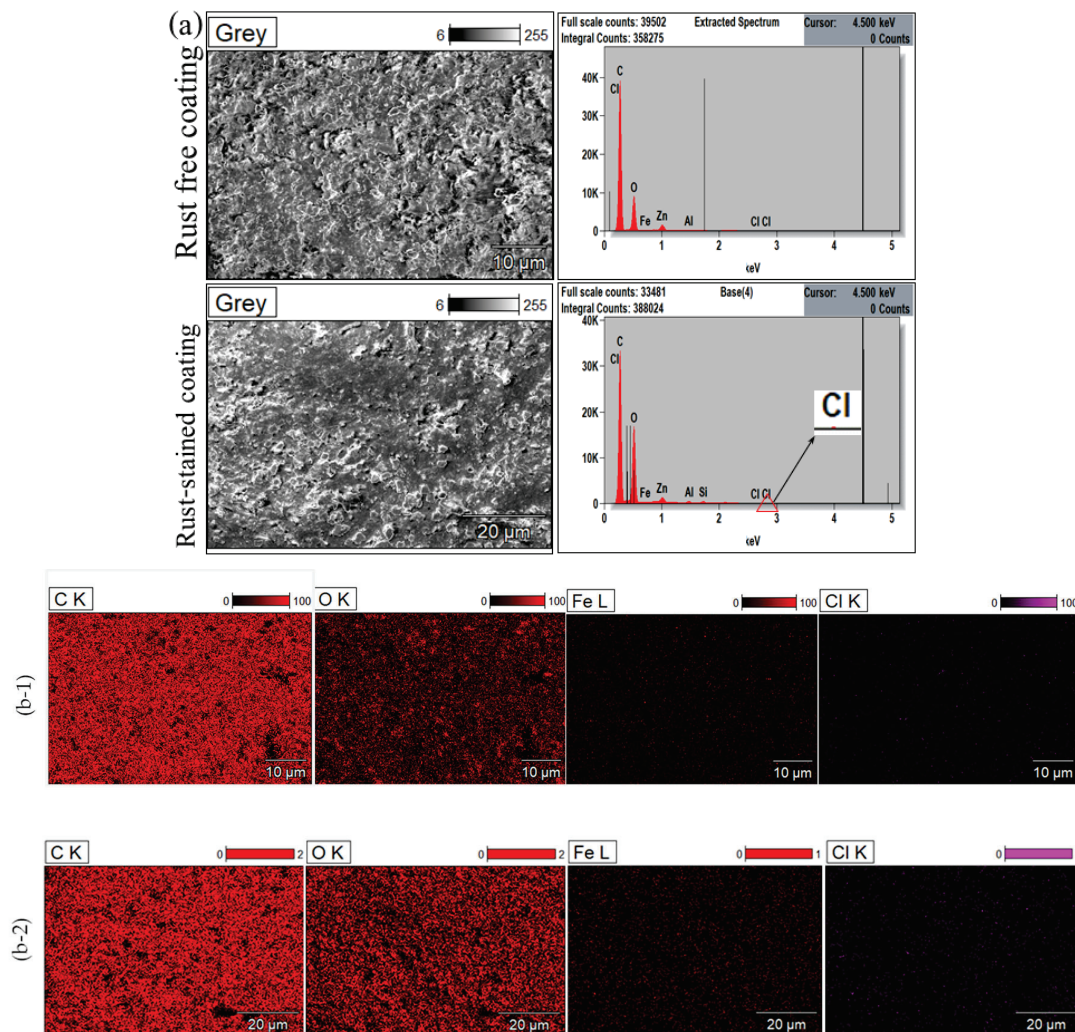 (a)
Rust free coating
Grey
6 255
10 µm
Full scale counts: 39502 Extracted Spectrum Cursor: 4.500 keV
Integral Counts: 358275 0 Counts
40K
30K
20K
10K
0
C
Cl
O
Fe Zn Al Cl Cl
0 1 2 3 4 5
keV
Rust-stained coating
Grey
6 255
20 µm
Full scale counts: 33481 Base(4) Cursor: 4.500 keV
Integral Counts: 388024 0 Counts
40K
30K
20K
10K
0
C
Cl
O
Fe Zn Al Si Cl Cl
Cl
0 1 2 3 4 5
keV
(b-1)
C K 0 100
10 µm
O K 0 100
10 µm
Fe L 0 100
10 µm
Cl K 0 100
10 µm
(b-2)
C K 0 2
20 µm
O K 0 2
20 µm
Fe L 0 1
20 µm
Cl K 0
20 µm